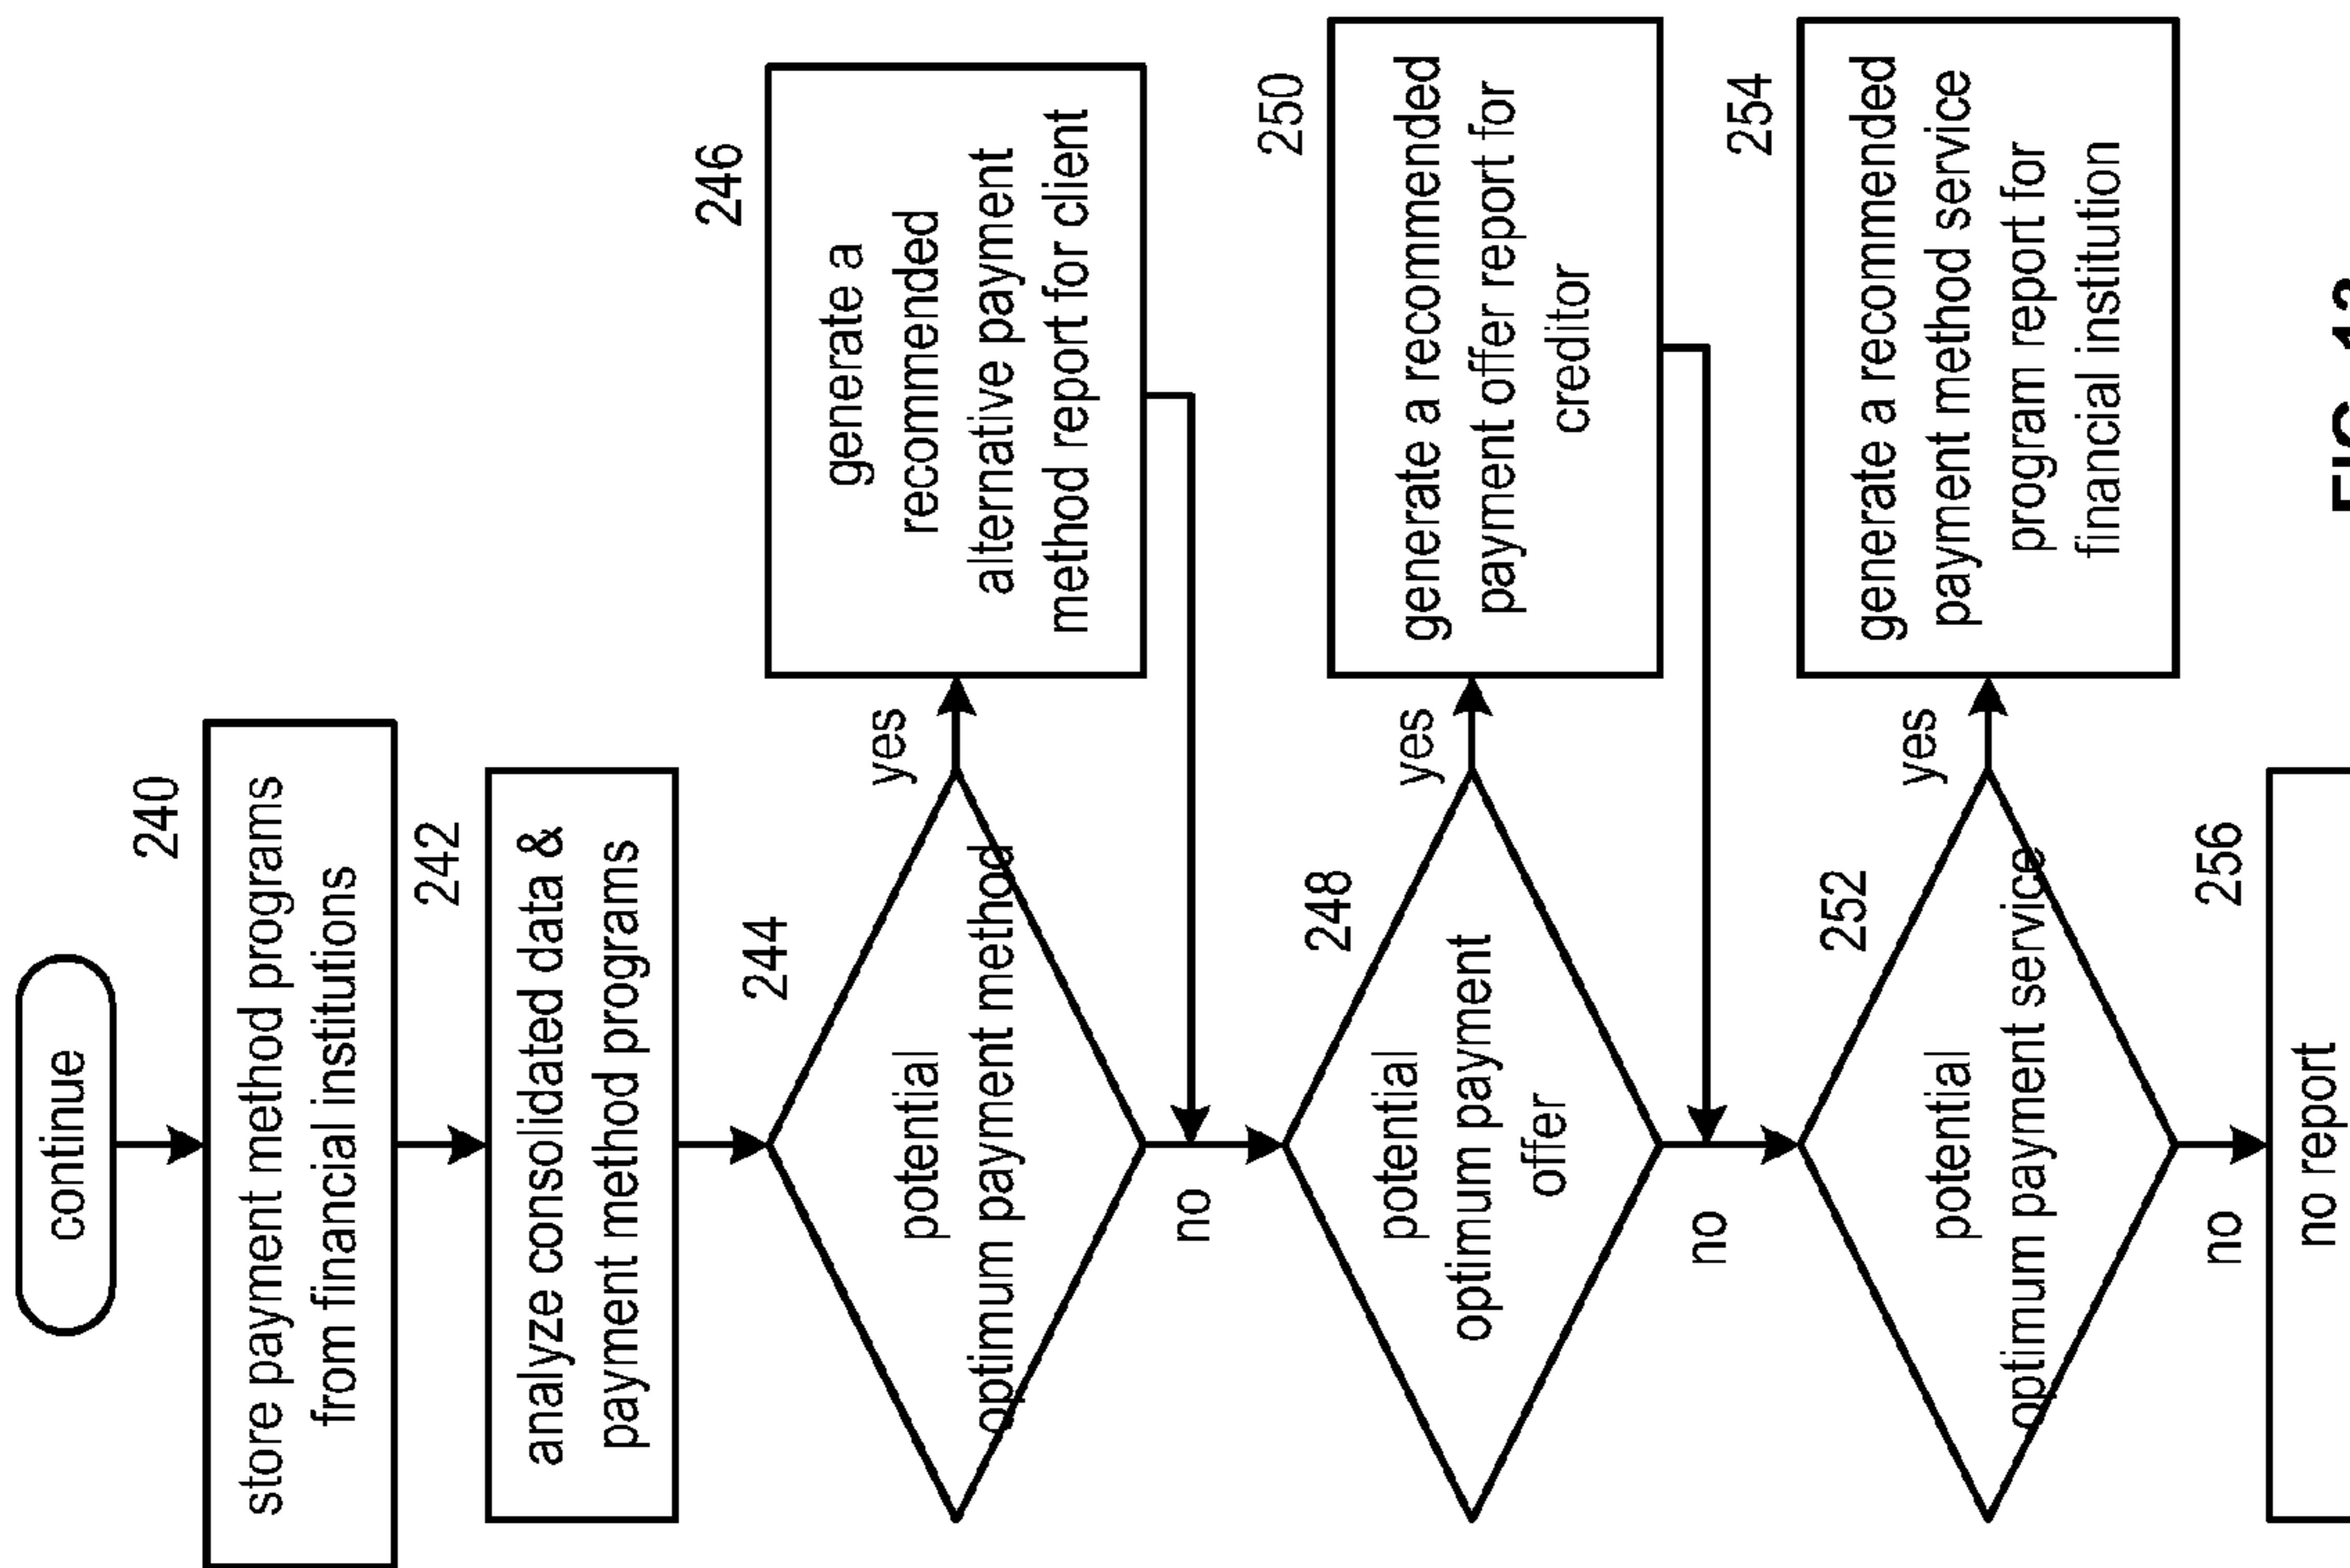 continue
240
store payment method programs
from financial institutions
242
analyze consolidated data &
payment method programs
244
potential
optimum payment method
yes
246
generate a
recommended
alternative payment
method report for client
no
248
potential
optimum payment
offer
yes
250
generate a recommended
payment offer report for
creditor
no
252
potential
optimum payment service
yes
254
generate a recommended
payment method service
program report for
financial institution
no
256
no report